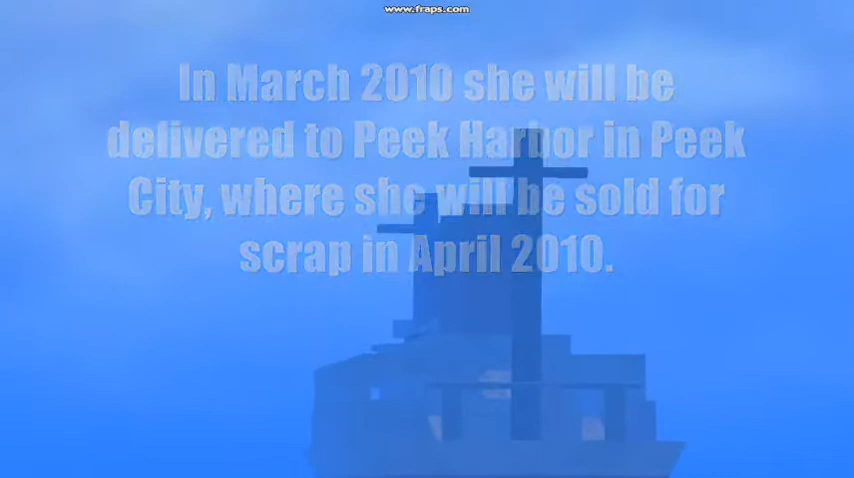 www.fraps.com
In March 2010 she will be
delivered to Peek Harbor in Peek
City, where she will be sold for
scrap in April 2010.